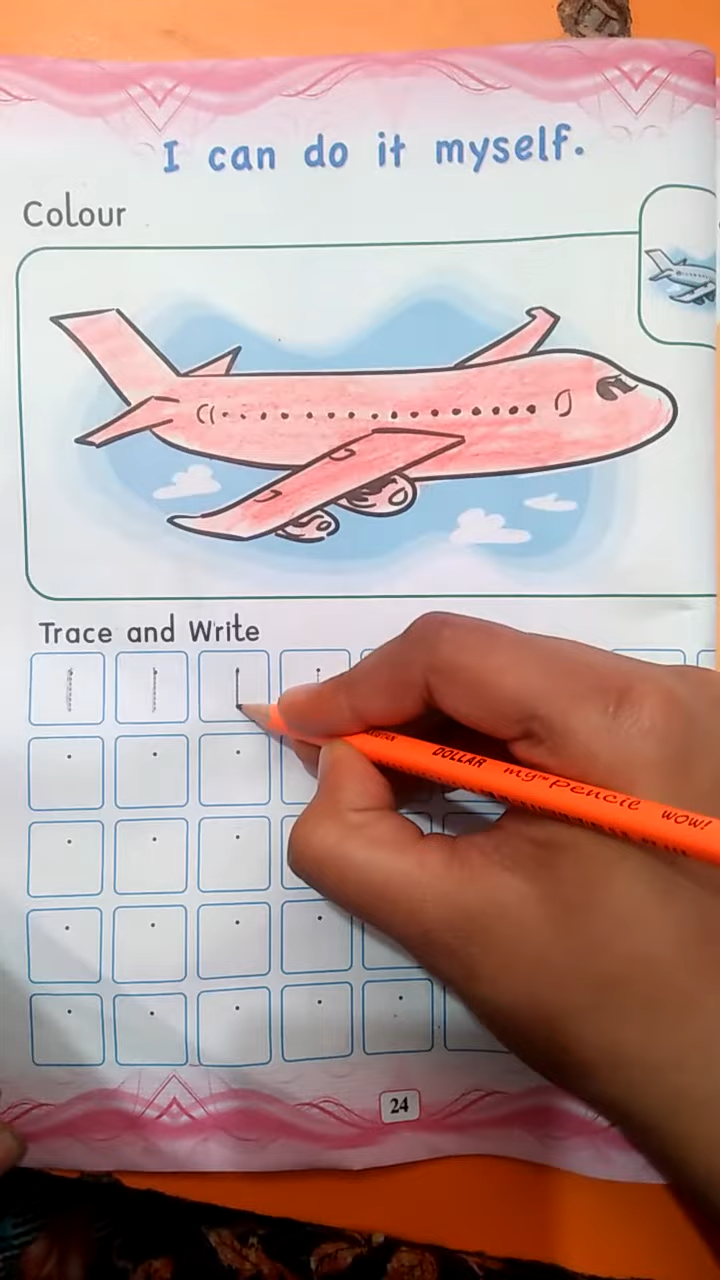 I can do it myself.
Colour
Trace and Write
DOLLAR my pencil wow!
24